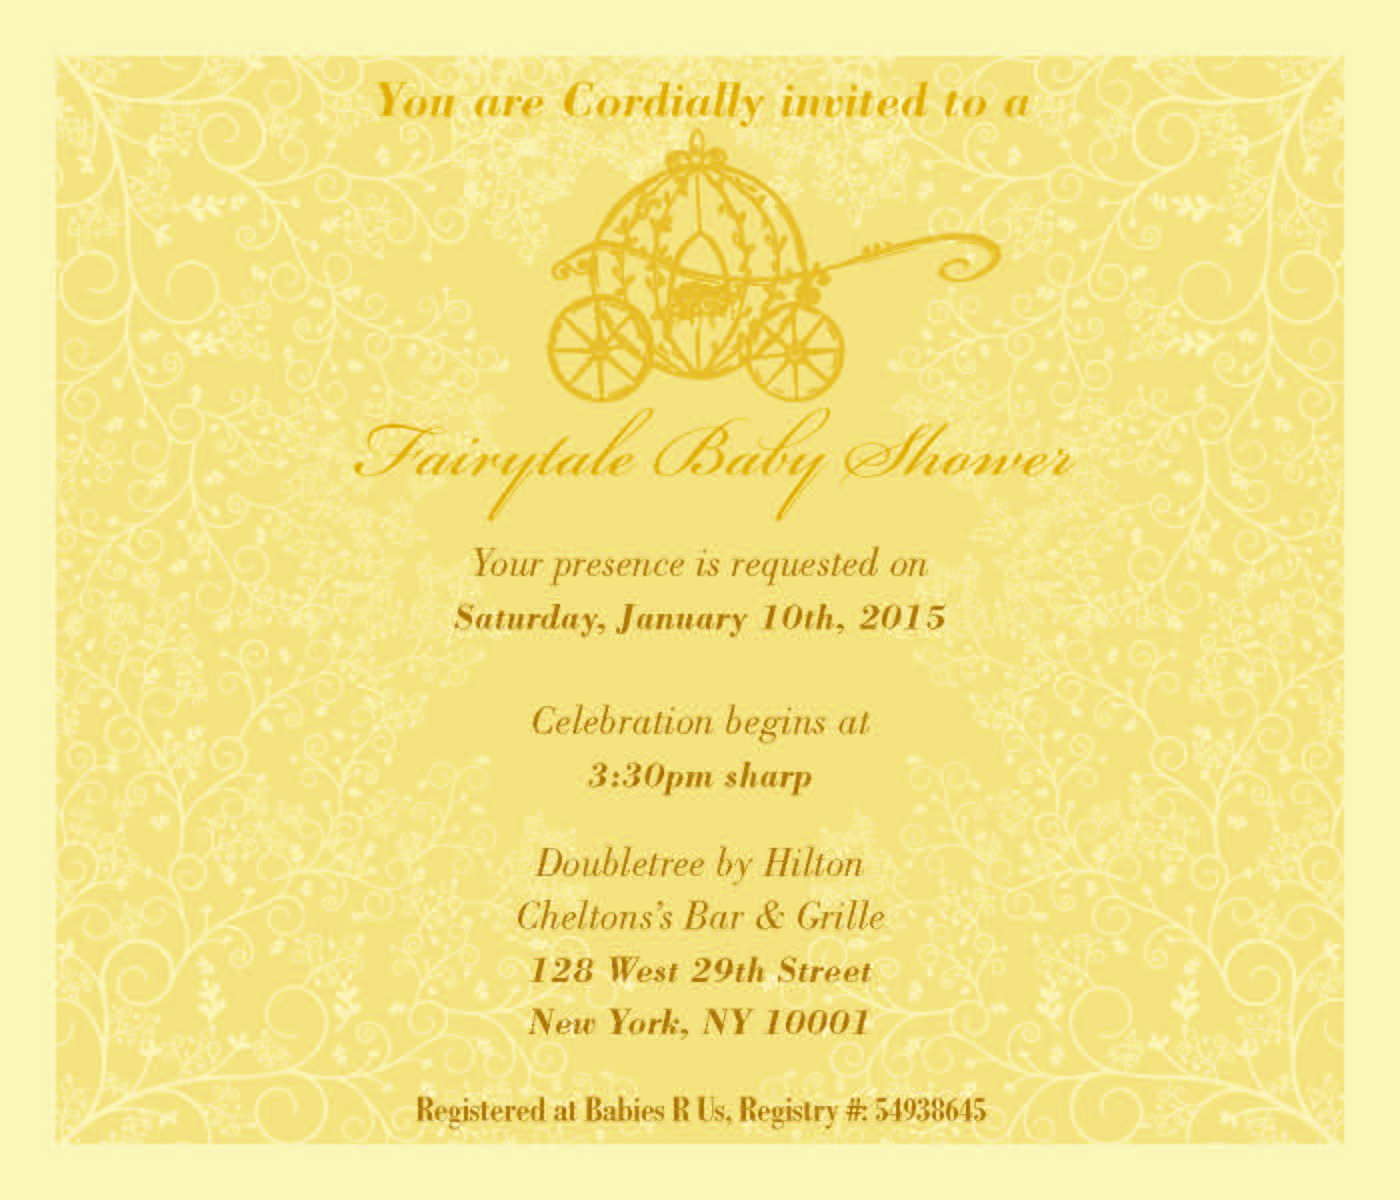 You are Cordially invited to a
Fairytale Baby Shower
Your presence is requested on
Saturday, January 10th, 2015
Celebration begins at
3:30pm sharp
Doubletree by Hilton
Cheltons's Bar & Grille
128 West 29th Street
New York, NY 10001
Registered at Babies R Us, Registry #: 54938645